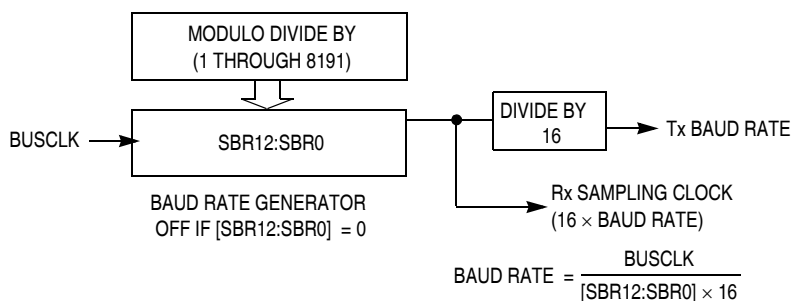 MODULO DIVIDE BY
(1 THROUGH 8191)
BUSCLK
SBR12:SBR0
DIVIDE BY
16
Tx BAUD RATE
BAUD RATE GENERATOR
OFF IF [SBR12:SBR0] = 0
Rx SAMPLING CLOCK
(16 × BAUD RATE)
BAUD RATE =
BUSCLK
[SBR12:SBR0] × 16